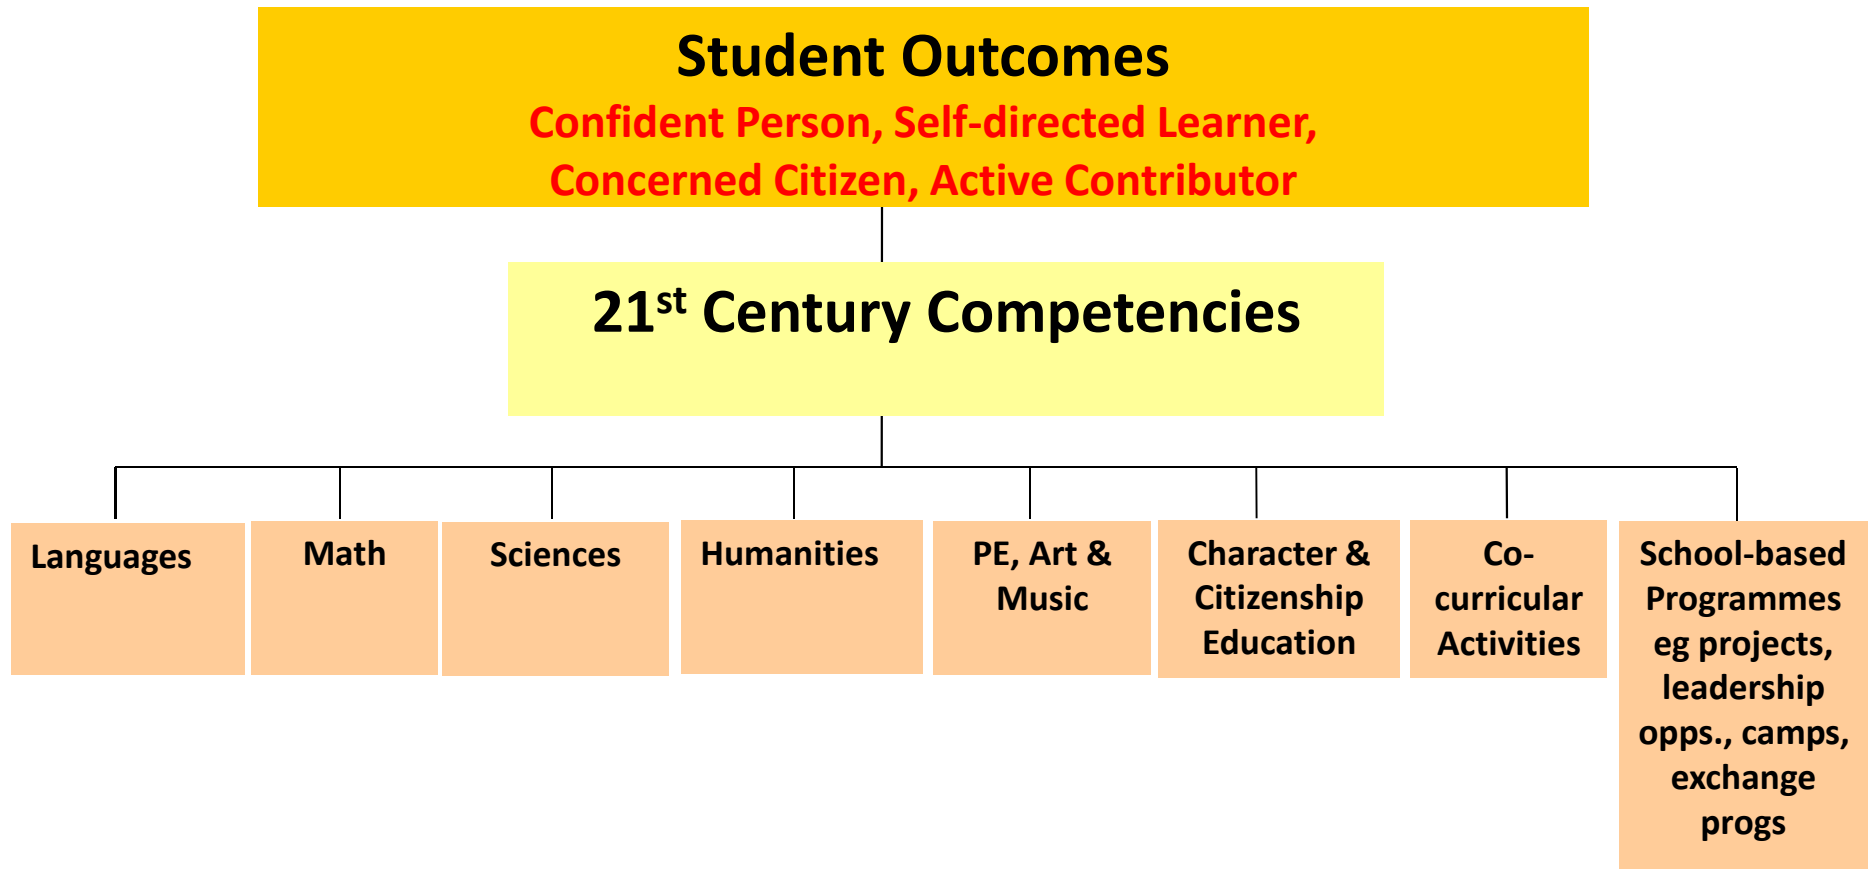 Student Outcomes
Confident Person, Self-directed Learner,
Concerned Citizen, Active Contributor
21st Century Competencies
Languages
Math
Sciences
Humanities
PE, Art &
Music
Character &
Citizenship
Education
Co-
curricular
Activities
School-based
Programmes
eg projects,
leadership
opps., camps,
exchange
progs